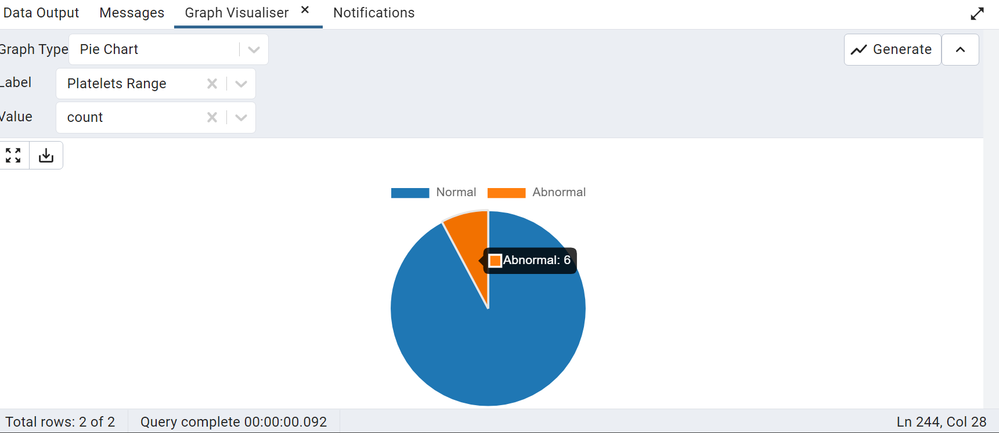 Data Output Messages Graph Visualiser × Notifications
Graph Type Pie Chart Generate
Label Platelets Range
Value count
Normal Abnormal
Abnormal: 6
Total rows: 2 of 2 Query complete 00:00:00.092 Ln 244, Col 28